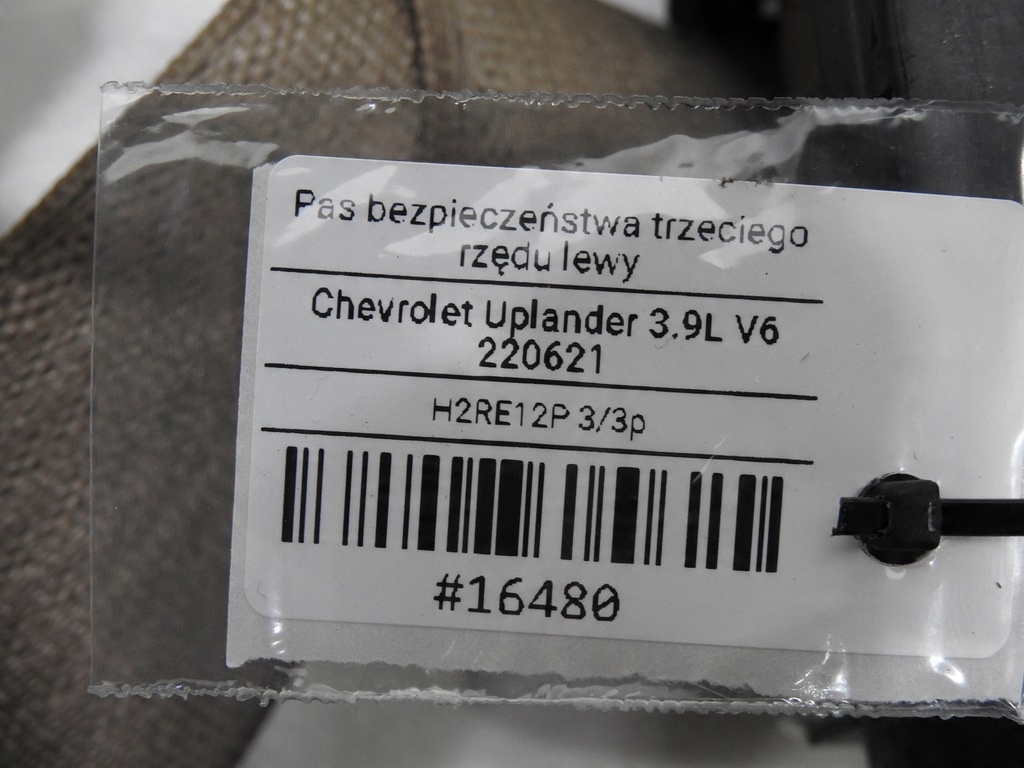 Pas bezpieczeństwa trzeciego
rzędu lewy
Chevrolet Uplander 3.9L V6
220621
H2RE12P 3/3p
#16480